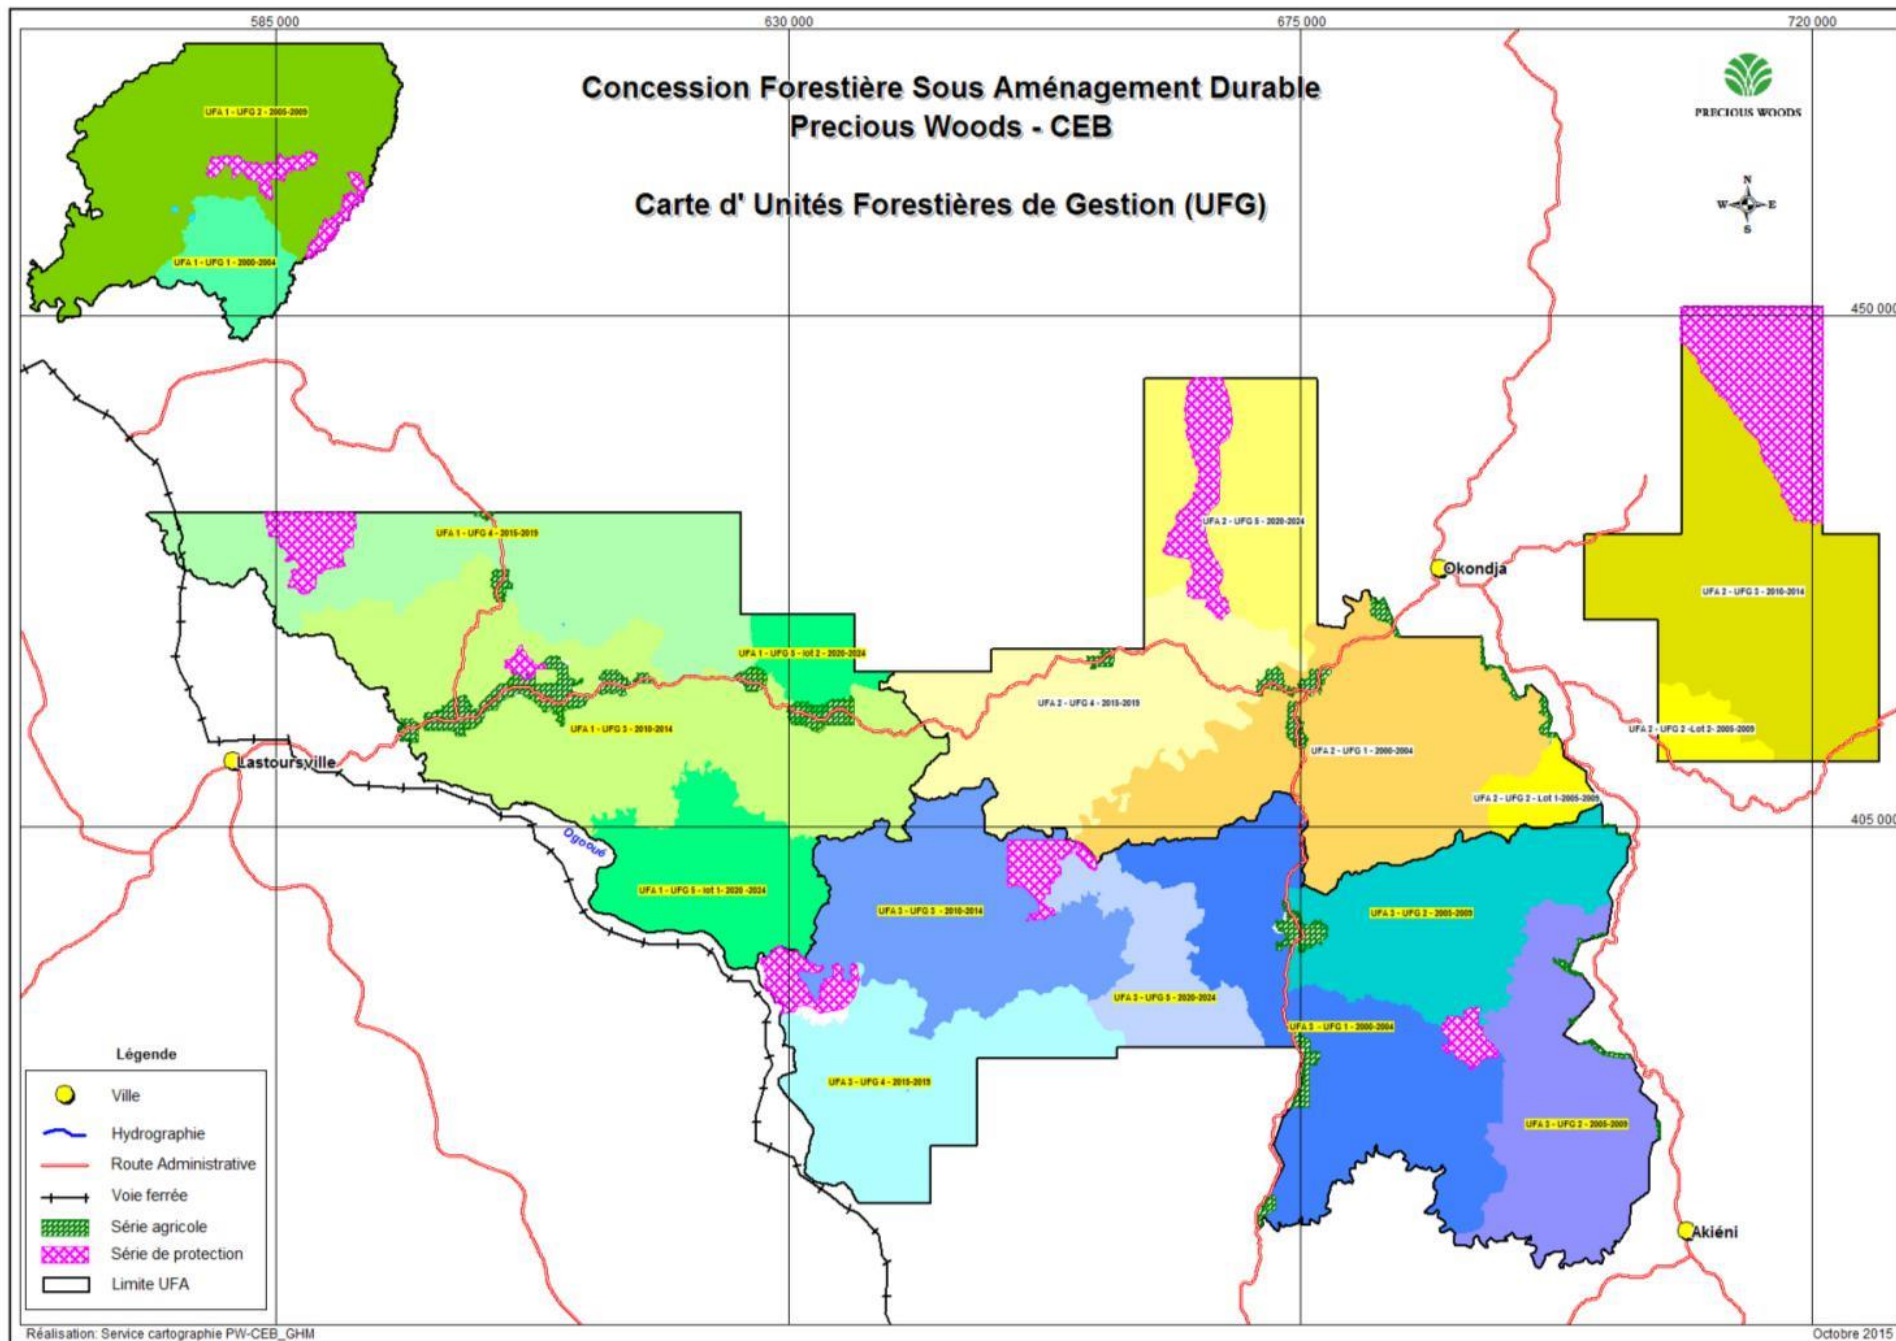 585 000
630 000
675 000
720 000
Concession Forestière Sous Aménagement Durable
Precious Woods - CEB
Carte d' Unités Forestières de Gestion (UFG)
PRECIOUS WOODS
N
W E
S
450 000
405 000
UFA 1 - UFG 2 - 2005-2009
UFA 1 - UFG 1 - 2000-2004
UFA 1 - UFG 4 - 2015-2019
UFA 2 - UFG 5 - 2020-2024
Okondja
UFA 2 - UFG 3 - 2010-2014
UFA 1 - UFG 5 - lot 2 - 2020-2024
UFA 2 - UFG 4 - 2015-2019
UFA 1 - UFG 3 - 2010-2014
UFA 2 - UFG 2 -Lot 2- 2005-2009
UFA 2 - UFG 1 - 2000-2004
Lastoursville
UFA 2 - UFG 2 - Lot 1-2005-2009
Ogooué
UFA 1 - UFG 5 - lot 1- 2020 -2024
UFA 3 - UFG 3 - 2010-2014
UFA 3 - UFG 2 - 2005-2009
UFA 3 - UFG 5 - 2020-2024
UFA 3 - UFG 1 - 2000-2004
UFA 3 - UFG 4 - 2015-2019
UFA 3 - UFG 2 - 2005-2009
Akiéni
Légende
Ville
Hydrographie
Route Administrative
Voie ferrée
Série agricole
Série de protection
Limite UFA
Réalisation: Service cartographie PW-CEB_GHM
Octobre 2015